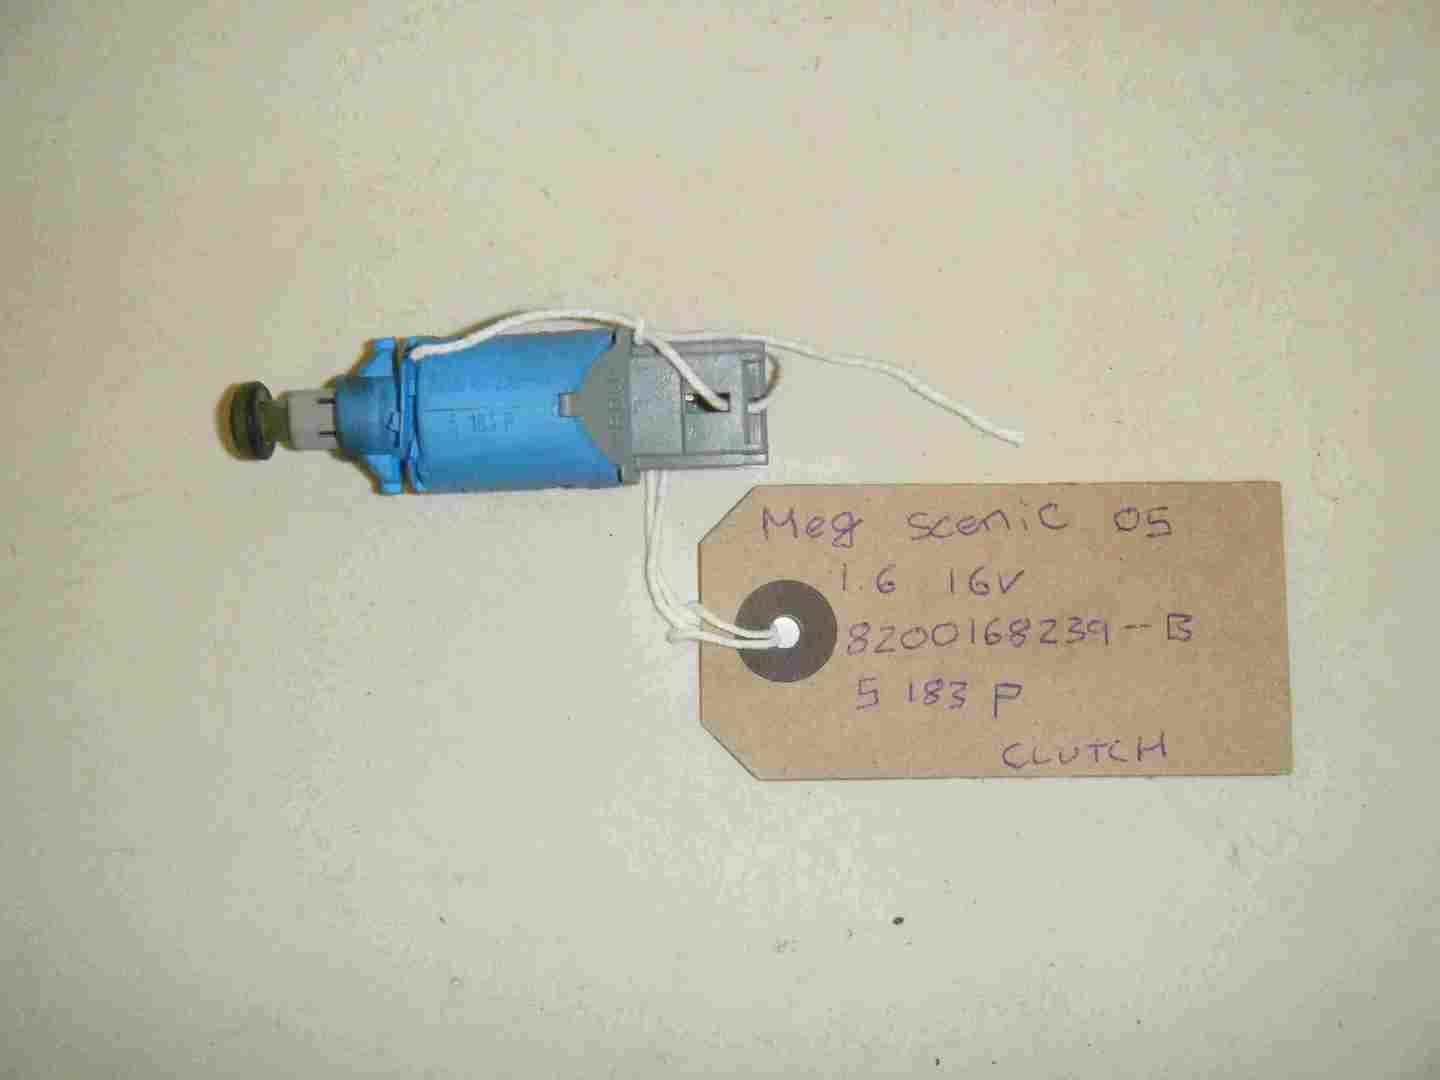 5 183 P
Meg scenic 05
1.6 16V
8200168239--B
5 183 P
CLUTCH